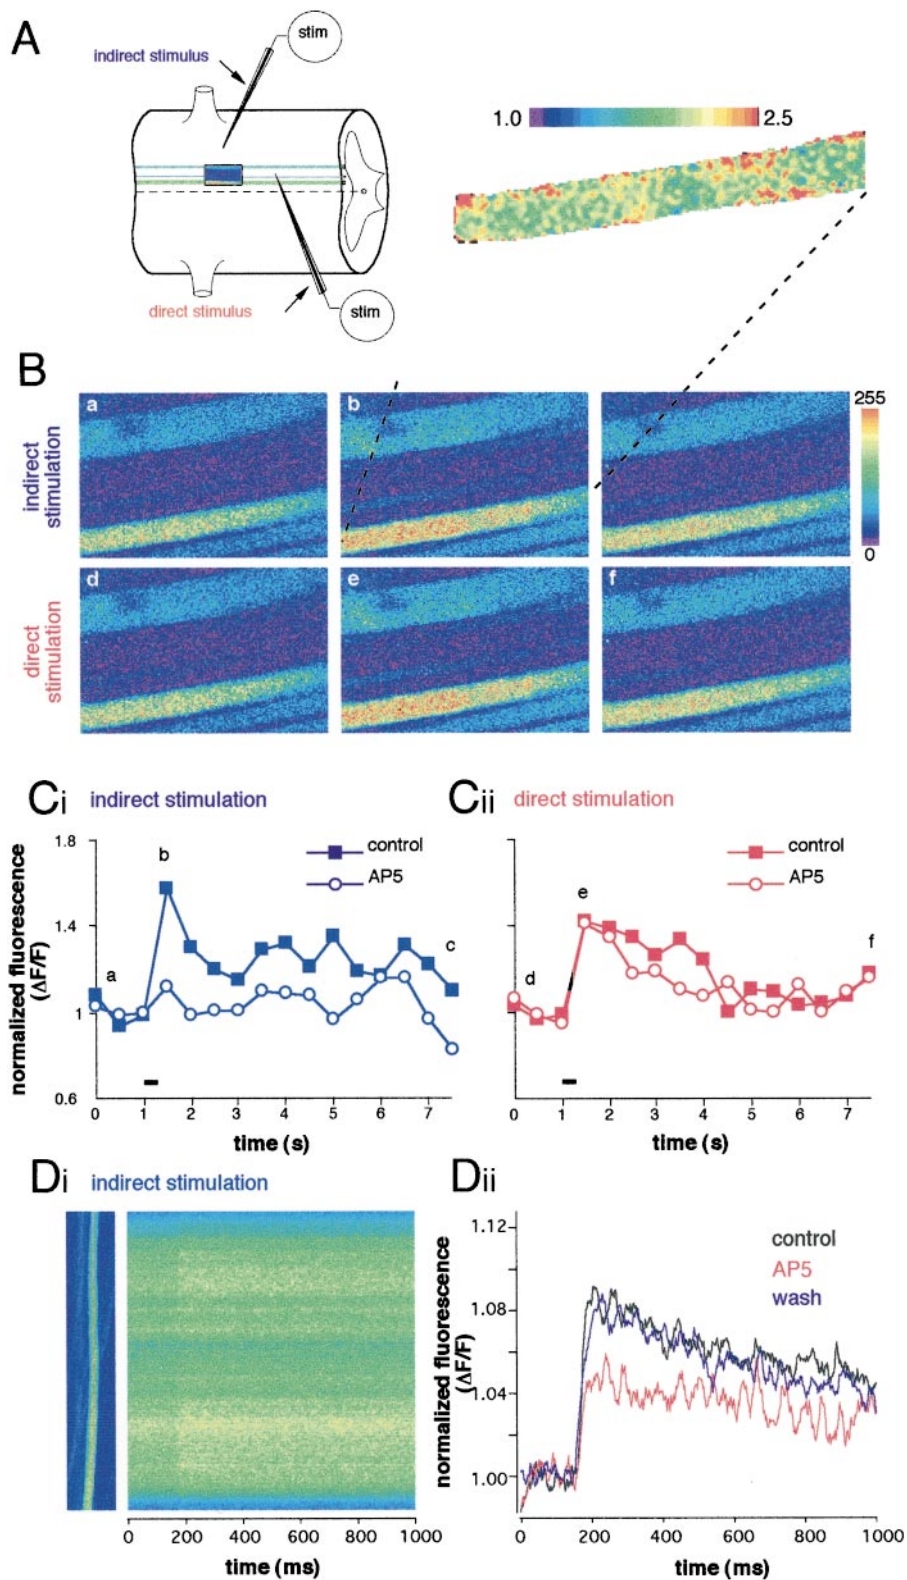 A
indirect stimulus
stim
direct stimulus
stim
1.0
2.5
B
indirect
stimulation
a
b
255
0
direct
stimulation
d
e
f
Ci indirect stimulation
normalized fluorescence
(ΔF/F)
1.8
1.4
1
0.6
a
b
c
control
AP5
0 1 2 3 4 5 6 7
time (s)
Cii direct stimulation
d
e
f
control
AP5
0 1 2 3 4 5 6 7
time (s)
Di indirect stimulation
0 200 400 600 800 1000
time (ms)
Dii
normalized fluorescence
(ΔF/F)
1.12
1.08
1.04
1.00
control
AP5
wash
0 200 400 600 800 1000
time (ms)